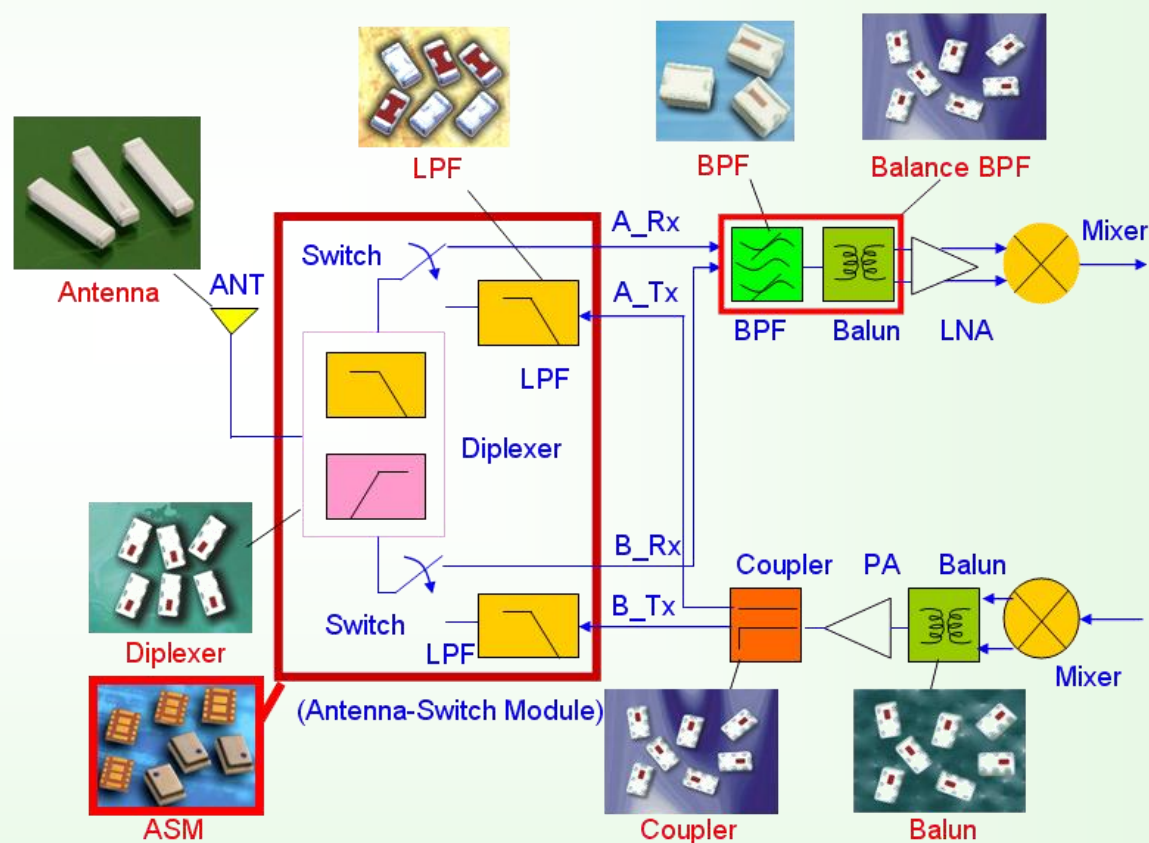 LPF
BPF
Balance BPF
Antenna
ANT
Switch
A_Rx
A_Tx
Mixer
BPF
Balun
LNA
LPF
Diplexer
B_Rx
B_Tx
Coupler
PA
Balun
Switch
LPF
Mixer
Diplexer
(Antenna-Switch Module)
ASM
Coupler
Balun